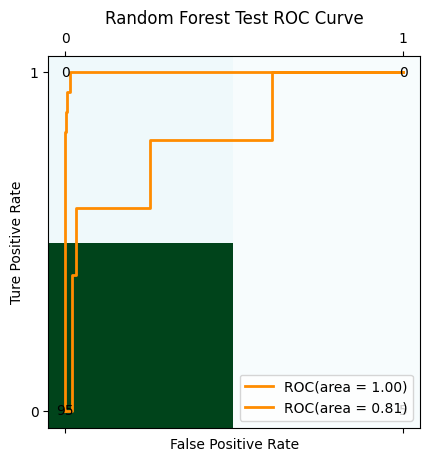 Random Forest Test ROC Curve
0 1
0 0
1
Ture Positive Rate
ROC(area = 1.00)
ROC(area = 0.81)
0 95
False Positive Rate